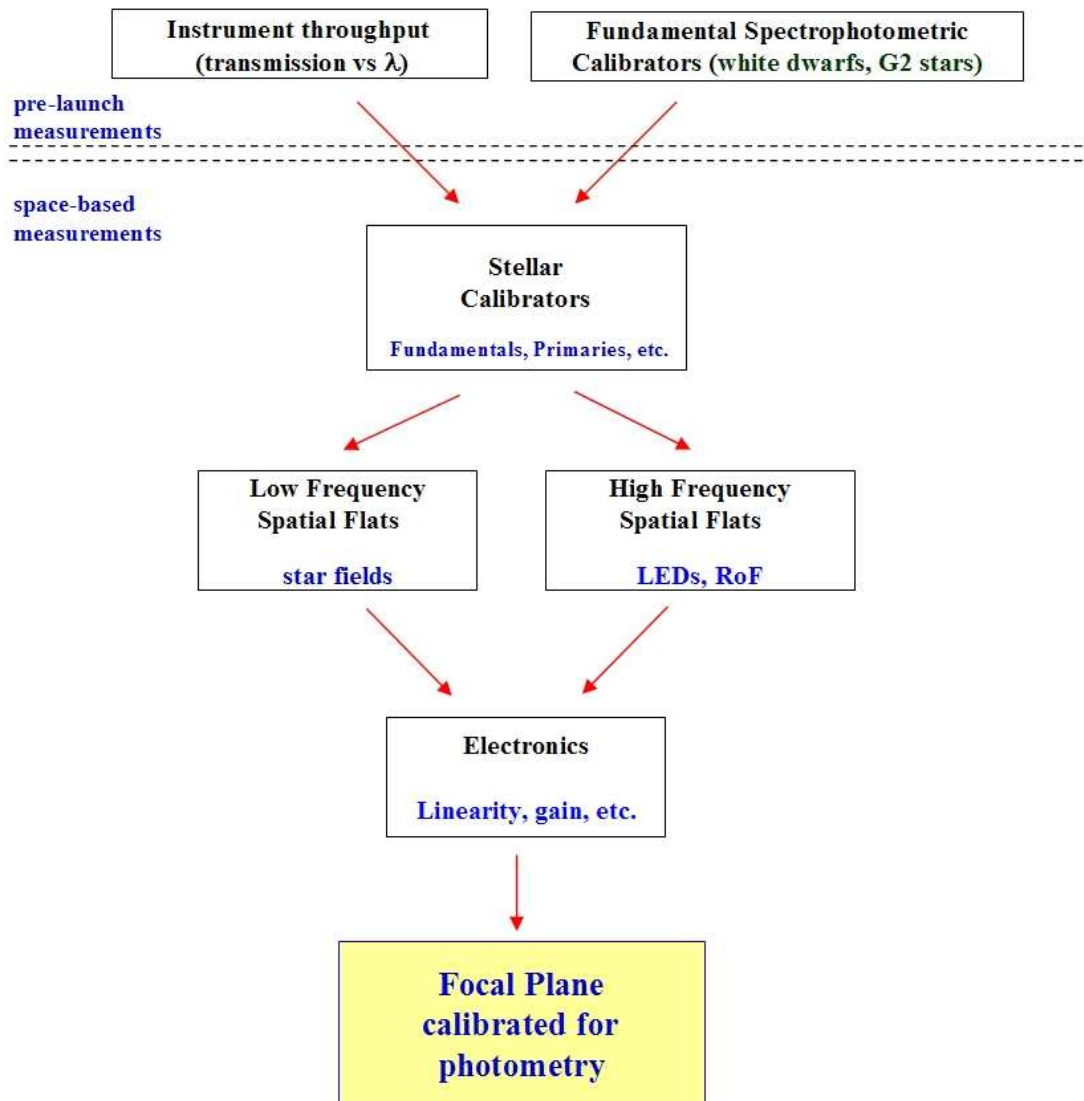 Instrument throughput
(transmission vs λ)
Fundamental Spectrophotometric
Calibrators (white dwarfs, G2 stars)
pre-launch
measurements
space-based
measurements
Stellar
Calibrators
Fundamentals, Primaries, etc.
Low Frequency
Spatial Flats
star fields
High Frequency
Spatial Flats
LEDs, RoF
Electronics
Linearity, gain, etc.
Focal Plane
calibrated for
photometry